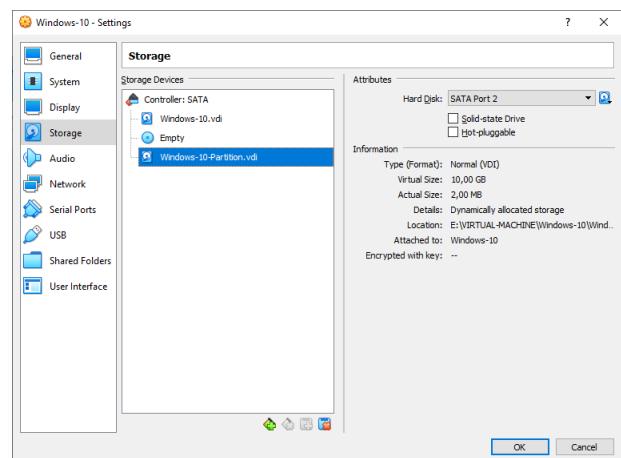 Windows-10 - Settings
?
General
System
Display
Storage
Audio
Network
Serial Ports
USB
Shared Folders
User Interface
Storage
Storage Devices
Controller: SATA
Windows-10.vdi
Empty
Windows-10-Partition.vdi
Attributes
Hard Disk: SATA Port 2
Solid-state Drive
Hot-pluggable
Information
Type (Format): Normal (VDI)
Virtual Size: 10,00 GB
Actual Size: 2,00 MB
Details: Dynamically allocated storage
Location: E:\VIRTUAL-MACHINE\Windows-10\Wind..
Attached to: Windows-10
Encrypted with key: --
OK Cancel